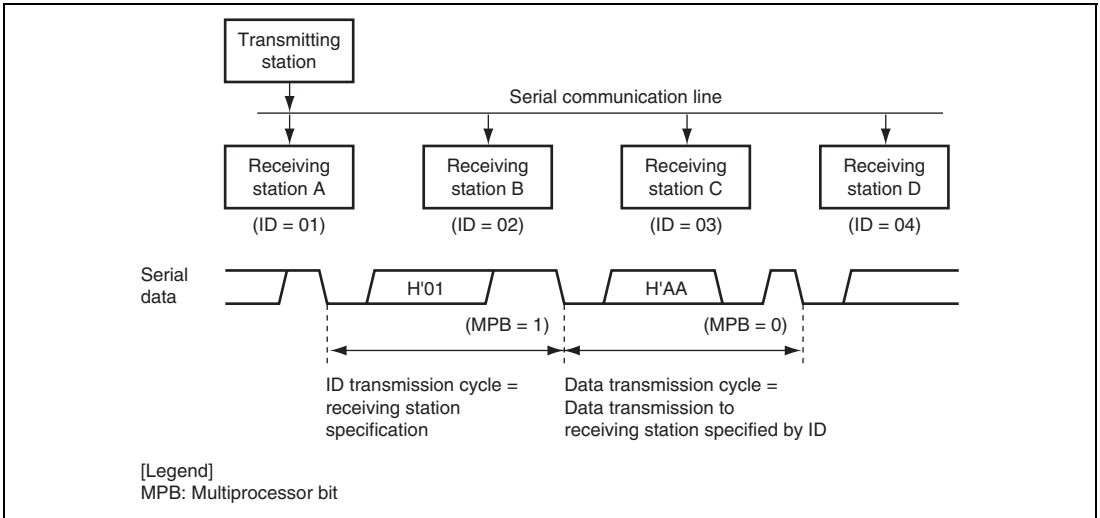 Transmitting
station
Serial communication line
Receiving
station A
Receiving
station B
Receiving
station C
Receiving
station D
(ID = 01)
(ID = 02)
(ID = 03)
(ID = 04)
Serial
data
H'01
H'AA
(MPB = 1)
(MPB = 0)
ID transmission cycle =
receiving station
specification
Data transmission cycle =
Data transmission to
receiving station specified by ID
[Legend]
MPB: Multiprocessor bit